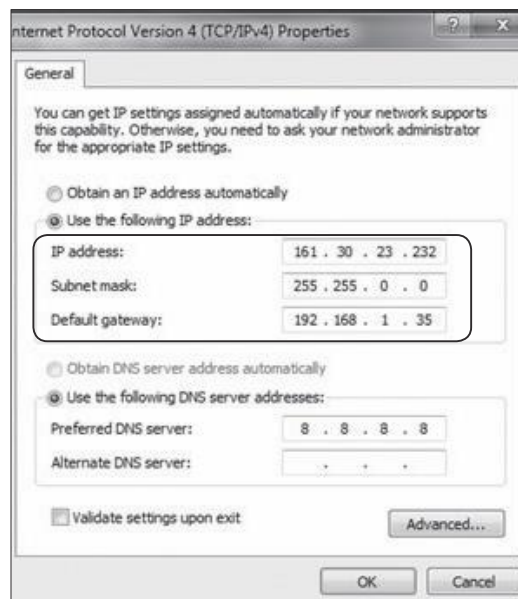 nternet Protocol Version 4 (TCP/IPv4) Properties
General
You can get IP settings assigned automatically if your network supports
this capability. Otherwise, you need to ask your network administrator
for the appropriate IP settings.
Obtain an IP address automatically
Use the following IP address:
IP address: 161 . 30 . 23 . 232
Subnet mask: 255 . 255 . 0 . 0
Default gateway: 192 . 168 . 1 . 35
Obtain DNS server address automatically
Use the following DNS server addresses:
Preferred DNS server: 8 . 8 . 8 . 8
Alternate DNS server: . . .
Validate settings upon exit
Advanced...
OK Cancel